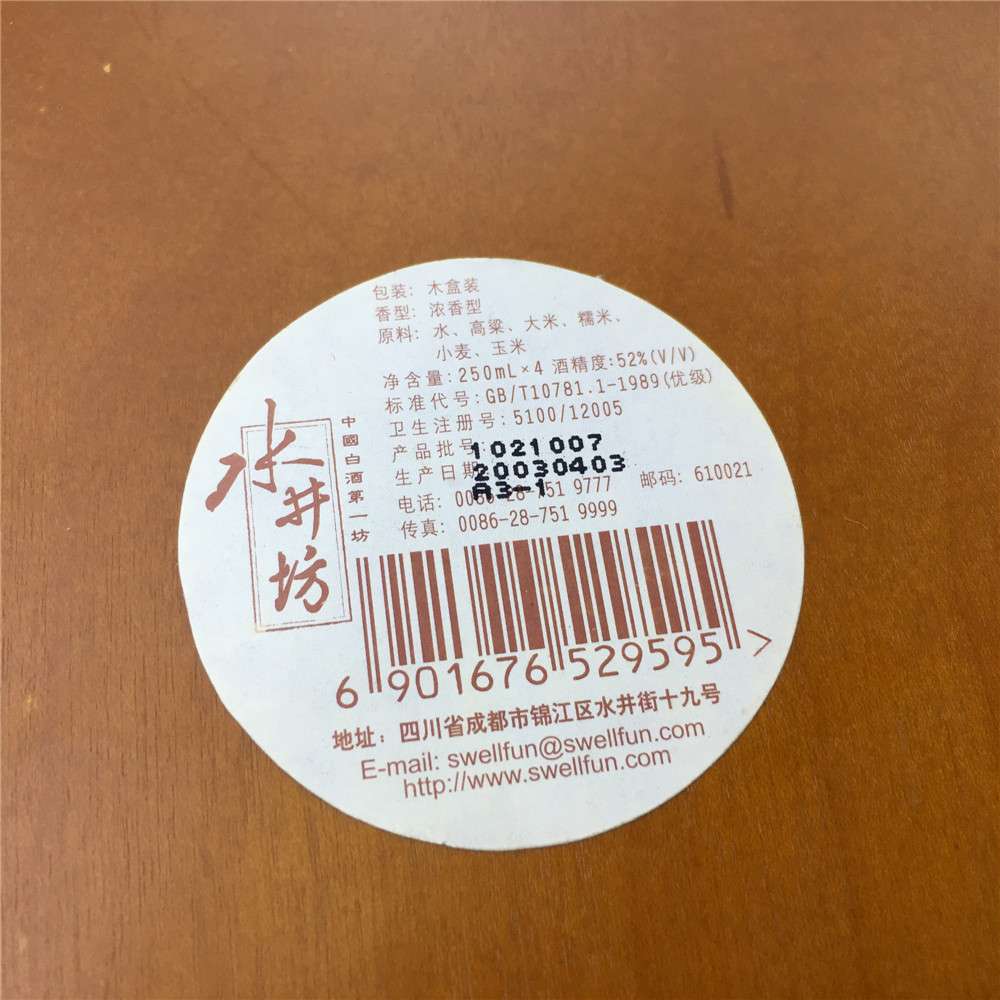 包装: 木盒装
香型: 浓香型
原料: 水、高粱、大米、糯米、
小麦、玉米
净含量:250mL×4 酒精度:52%(V/V)
标准代号:GB/T10781.1-1989(优级)
卫生注册号:5100/12005
产品批号:1021007
生产日期 20030403
A3-1
电话: 0086-28-751 9777 邮码: 610021
传真: 0086-28-751 9999
水井坊
中國白酒第一坊
6 901676 529595 >
地址: 四川省成都市锦江区水井街十九号
E-mail: swellfun@swellfun.com
http://www.swellfun.com